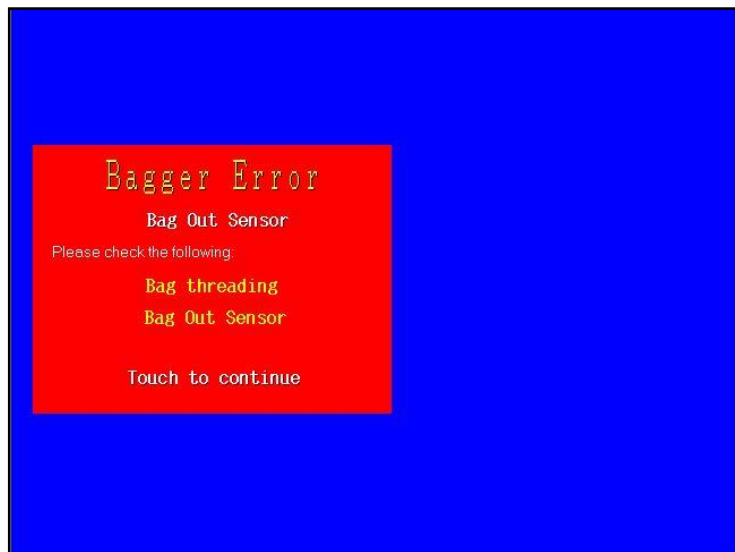 Bagger Error
Bag Out Sensor
Please check the following:
Bag threading
Bag Out Sensor
Touch to continue